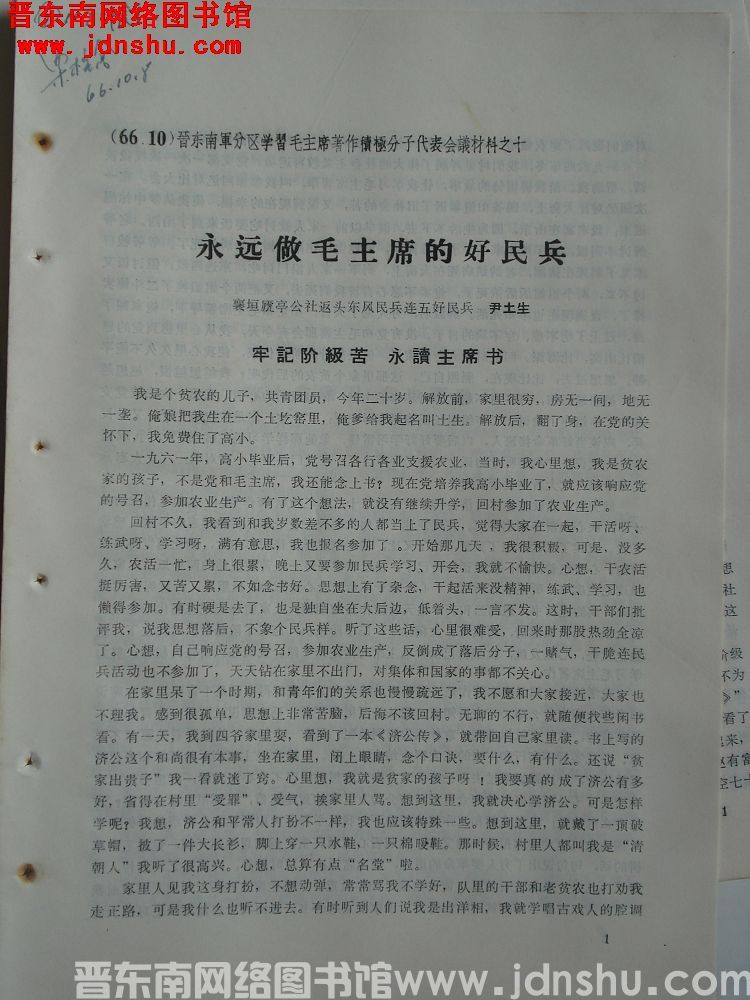 晋东南网络图书馆
www.jdnshu.com
66.10.8
(66.10)晉东南軍分区学習毛主席著作積極分子代表会議材料之十
永远做毛主席的好民兵
襄垣虒亭公社返头东风民兵连五好民兵 尹土生
牢記阶級苦 永讀主席书
我是个贫农的儿子，共青团员，今年二十岁。解放前，家里很穷，房无一间，地无
一垄。俺娘把我生在一个土圪窑里，俺爹给我起名叫土生。解放后，翻了身，在党的关
怀下，我免费住了高小。
一九六一年，高小毕业后，党号召各行各业支援农业，当时，我心里想，我是贫农
家的孩子，不是党和毛主席，我还能念上书？现在党培养我高小毕业了，就应该响应党
的号召，参加农业生产。有了这个想法，就没有继续升学，回村参加了农业生产。
回村不久，我看到和我岁数差不多的人都当上了民兵，觉得大家在一起，干活呀、
练武呀、学习呀，满有意思，我也报名参加了。开始那几天，我很积极，可是，没多
久，农活一忙，身上很累，晚上又要参加民兵学习、开会，我就不愉快。心想，干农活
挺厉害，又苦又累，不如念书好。思想上有了杂念，干起活来没精神，练武、学习，也
懒得参加。有时硬是去了，也是独自坐在大后边，低着头，一言不发。这时，干部们批
评我，说我思想落后，不象个民兵样。听了这些话，心里很难受，回来时那股热劲全凉
了。心想，自己响应党的号召，参加农业生产，反倒成了落后分子，一赌气，干脆连民
兵活动也不参加了，天天钻在家里不出门，对集体和国家的事都不关心。
在家里呆了一个时期，和青年们的关系也慢慢疏远了，我不愿和大家接近，大家也
不理我。感到很孤单，思想上非常苦脑，后悔不该回村。无聊的不行，就随便找些闲书
看。有一天，我到四爷家里耍，看到了一本《济公传》，就带回自己家里读。书上写的
济公这个和尚很有本事，坐在家里，闭上眼睛，念个口诀，要什么，有什么。还说“贫
家出贵子”我一看就迷了窍。心里想，我就是贫家的孩子呀！我要真的成了济公有多
好，省得在村里“受罪”、受气，挨家里人骂。想到这里，我就决心学济公。可是怎样
学呢？我想，济公和平常人打扮不一样，我也应该特殊一些。想到这里，就戴了一顶破
草帽，披了一件大长衫，脚上穿一只水鞋，一只棉暖鞋。那时候，村里人都叫我是“清
朝人”我听了很高兴。心想，总算有点“名堂”啦。
家里人见我这身打扮，不想动弹，常常骂我不学好，队里的干部和老贫农也打劝我
走正路，可是我什么也听不进去。有时听到人们说我是出洋相，我就学唱古戏人的腔调
1
想
社
这
阶级
不为
》”
看了
起来，
这有富
空七十
1
晋东南网络图书馆www.jdnshu.com